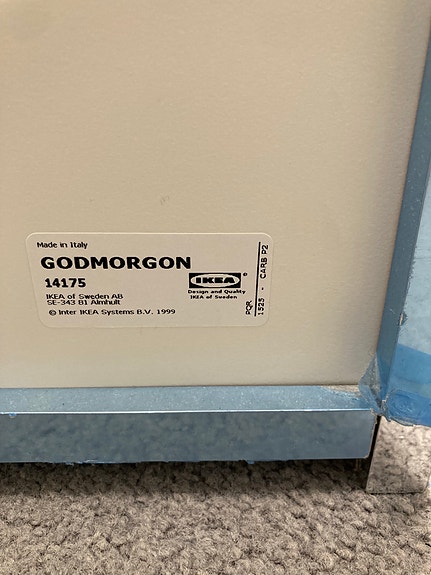 Made in Italy
GODMORGON
14175
IKEA of Sweden AB
SE-343 81 Älmhult
© Inter IKEA Systems B.V. 1999
IKEA®
Design and Quality
IKEA of Sweden
PQR
1525 - CARB P2